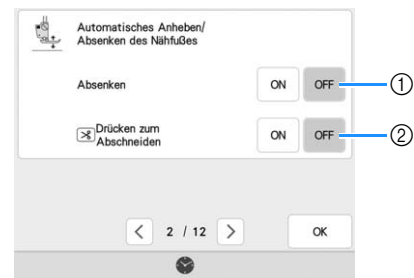 Automatisches Anheben/
Absenken des Nähfußes
Absenken ON OFF ①
Drücken zum
Abschneiden ON OFF ②
< 2 / 12 > OK